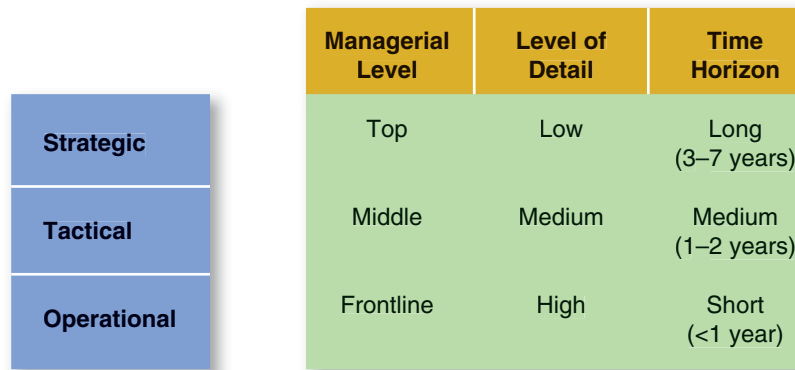 Managerial Level
Level of Detail
Time Horizon
Strategic
Top
Low
Long
(3–7 years)
Tactical
Middle
Medium
Medium
(1–2 years)
Operational
Frontline
High
Short
(<1 year)